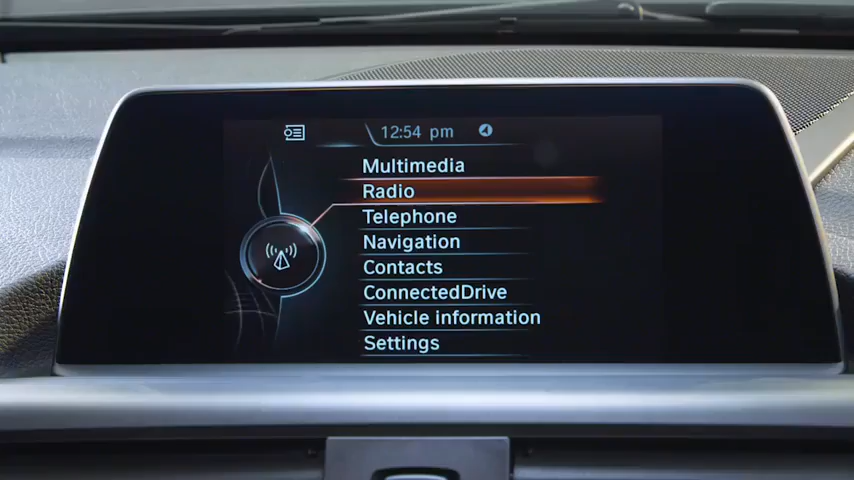 12:54 pm
Multimedia
Radio
Telephone
Navigation
Contacts
ConnectedDrive
Vehicle information
Settings